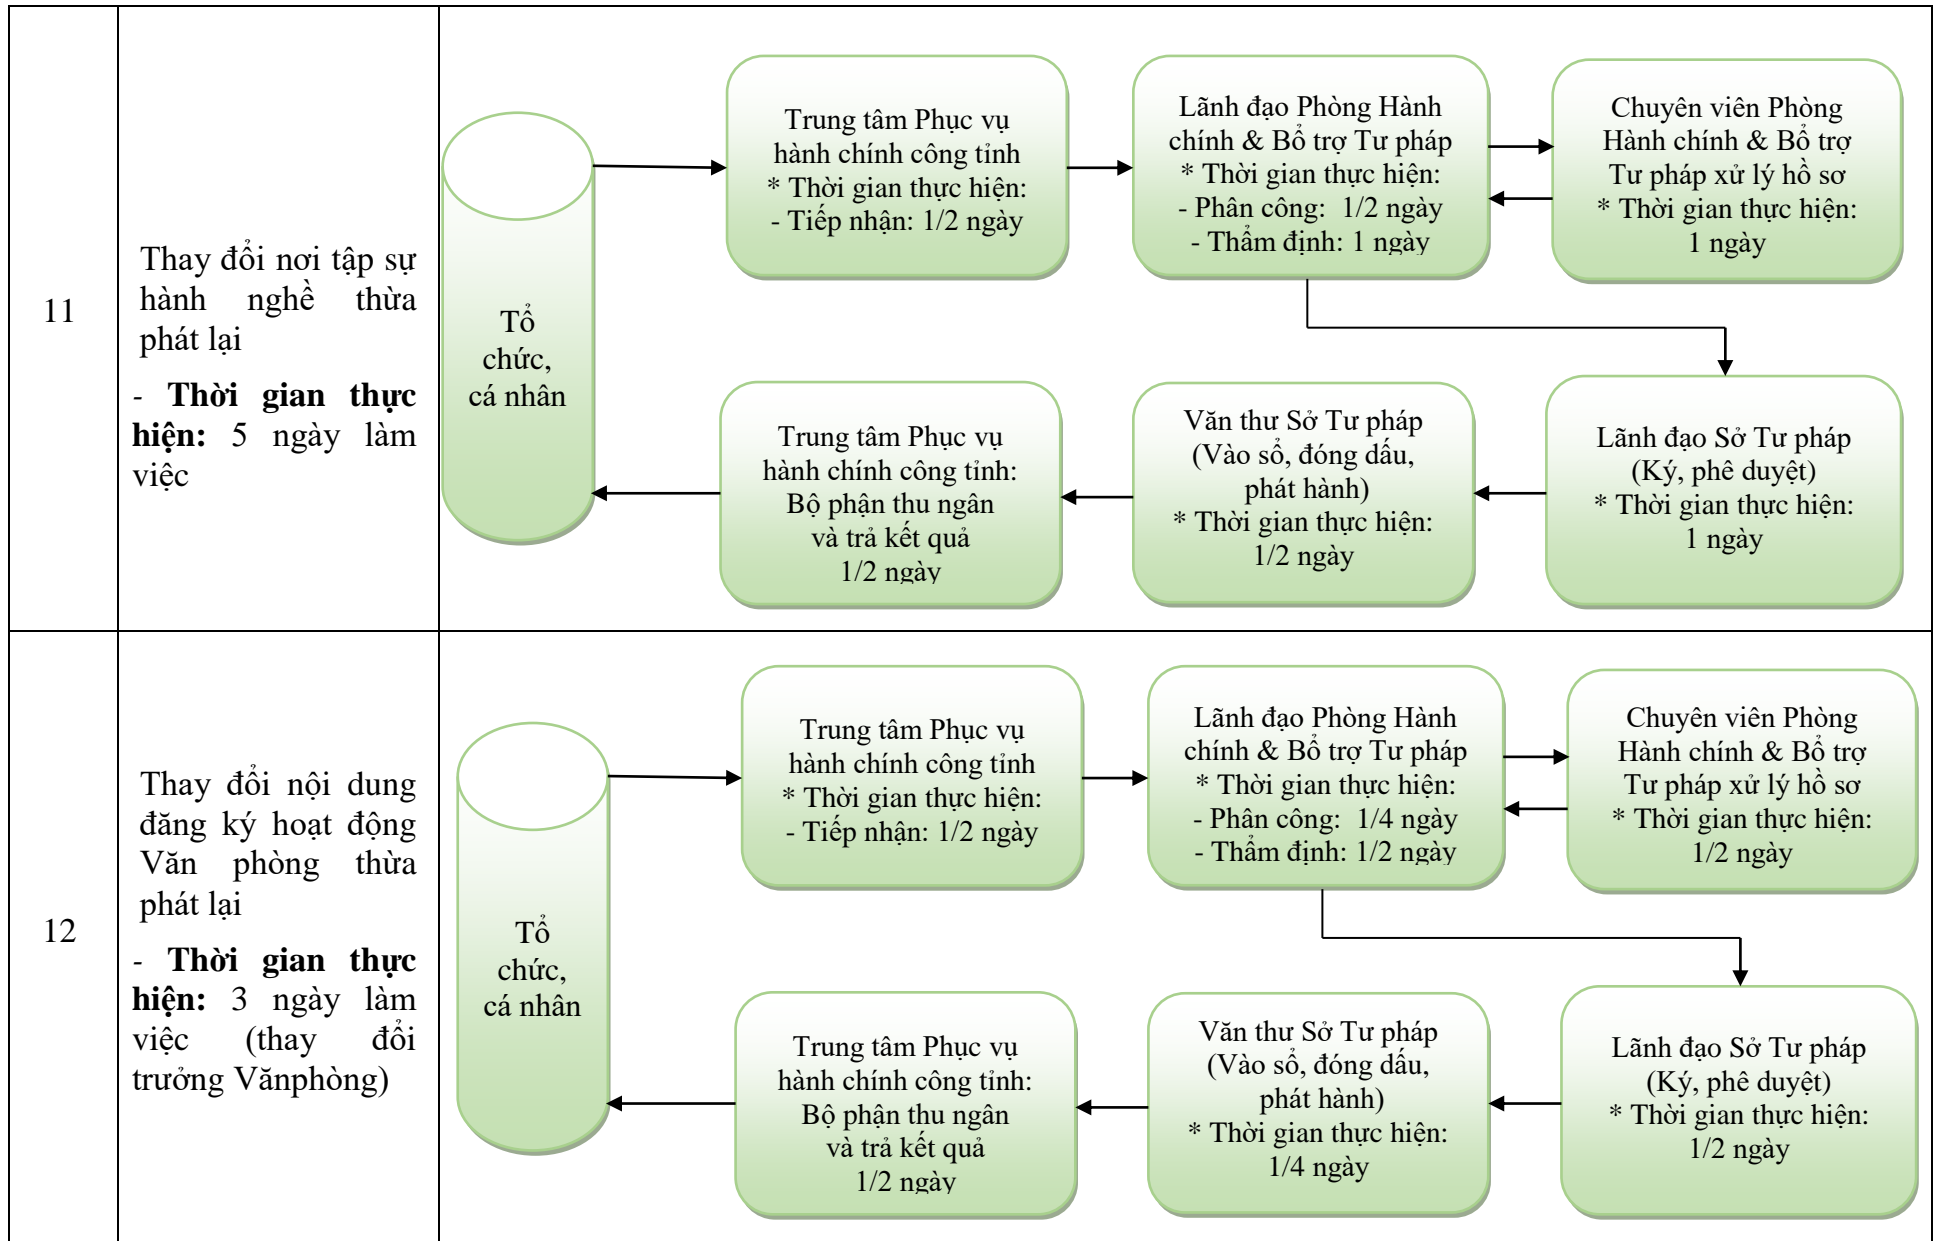 11
Thay đổi nơi tập sự
hành nghề thừa
phát lại
- Thời gian thực
hiện: 5 ngày làm
việc
Tổ
chức,
cá nhân
Trung tâm Phục vụ
hành chính công tỉnh
* Thời gian thực hiện:
- Tiếp nhận: 1/2 ngày
Lãnh đạo Phòng Hành
chính & Bổ trợ Tư pháp
* Thời gian thực hiện:
- Phân công: 1/2 ngày
- Thẩm định: 1 ngày
Chuyên viên Phòng
Hành chính & Bổ trợ
Tư pháp xử lý hồ sơ
* Thời gian thực hiện:
1 ngày
Trung tâm Phục vụ
hành chính công tỉnh:
Bộ phận thu ngân
và trả kết quả
1/2 ngày
Văn thư Sở Tư pháp
(Vào sổ, đóng dấu,
phát hành)
* Thời gian thực hiện:
1/2 ngày
Lãnh đạo Sở Tư pháp
(Ký, phê duyệt)
* Thời gian thực hiện:
1 ngày
12
Thay đổi nội dung
đăng ký hoạt động
Văn phòng thừa
phát lại
- Thời gian thực
hiện: 3 ngày làm
việc (thay đổi
trưởng Vănphòng)
Tổ
chức,
cá nhân
Trung tâm Phục vụ
hành chính công tỉnh
* Thời gian thực hiện:
- Tiếp nhận: 1/2 ngày
Lãnh đạo Phòng Hành
chính & Bổ trợ Tư pháp
* Thời gian thực hiện:
- Phân công: 1/4 ngày
- Thẩm định: 1/2 ngày
Chuyên viên Phòng
Hành chính & Bổ trợ
Tư pháp xử lý hồ sơ
* Thời gian thực hiện:
1/2 ngày
Trung tâm Phục vụ
hành chính công tỉnh:
Bộ phận thu ngân
và trả kết quả
1/2 ngày
Văn thư Sở Tư pháp
(Vào sổ, đóng dấu,
phát hành)
* Thời gian thực hiện:
1/4 ngày
Lãnh đạo Sở Tư pháp
(Ký, phê duyệt)
* Thời gian thực hiện:
1/2 ngày